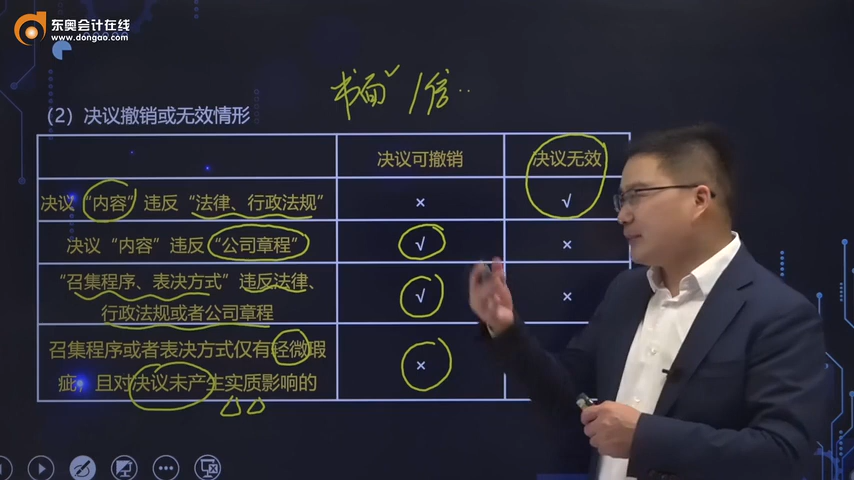 东奥会计在线
www.dongao.com
书面✓/信‥
（2）决议撤销或无效情形
决议可撤销 决议无效
决议“内容”违反“法律、行政法规” × √
决议“内容”违反“公司章程” √ ×
“召集程序、表决方式”违反法律、
行政法规或者公司章程 √ ×
召集程序或者表决方式仅有轻微瑕
疵，且对决议未产生实质影响的 ×